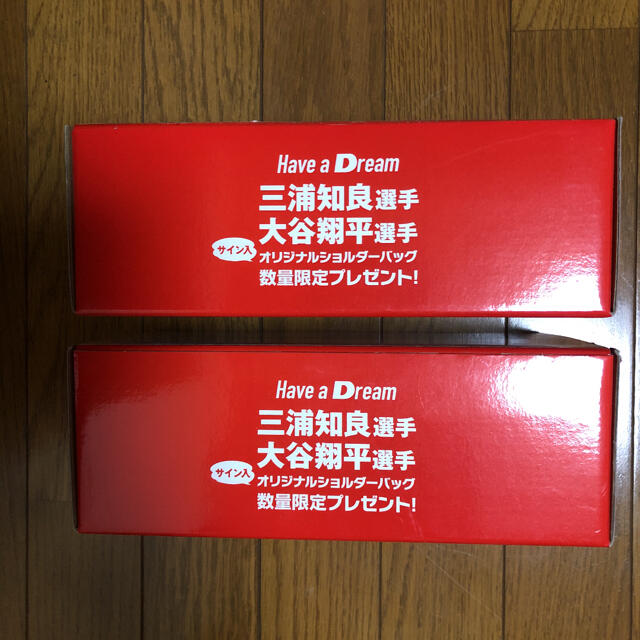 Have a Dream
三浦知良選手
大谷翔平選手
サイン入 オリジナルショルダーバッグ
数量限定プレゼント!
Have a Dream
三浦知良選手
大谷翔平選手
サイン入 オリジナルショルダーバッグ
数量限定プレゼント!